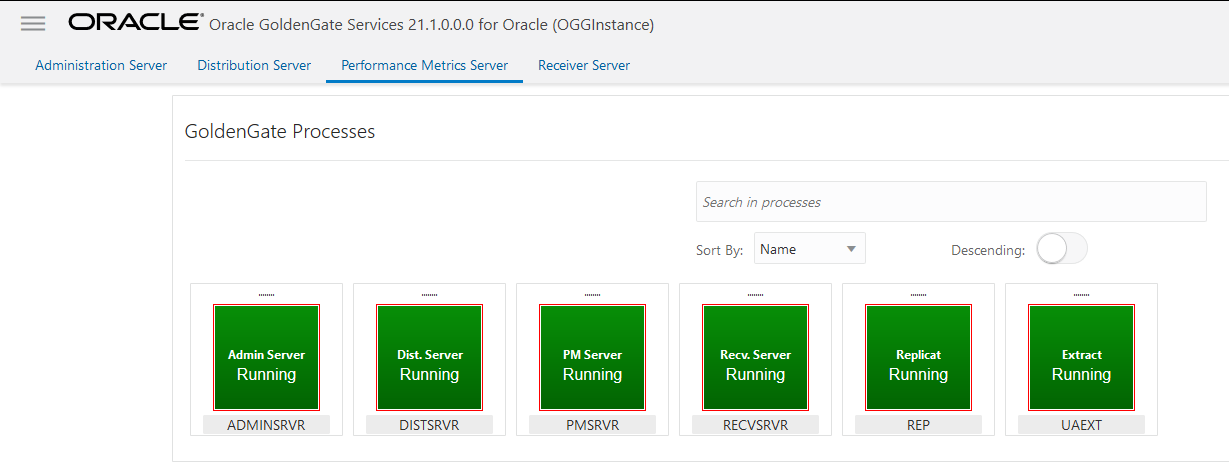 ORACLE® Oracle GoldenGate Services 21.1.0.0.0 for Oracle (OGGInstance)
Administration Server Distribution Server Performance Metrics Server Receiver Server
GoldenGate Processes
Search in processes
Sort By: Name Descending:
Admin Server Dist. Server PM Server Recv. Server Replicat Extract
Running Running Running Running Running Running
ADMINSRVR DISTSRVR PMSRVR RECVSRVR REP UAEXT